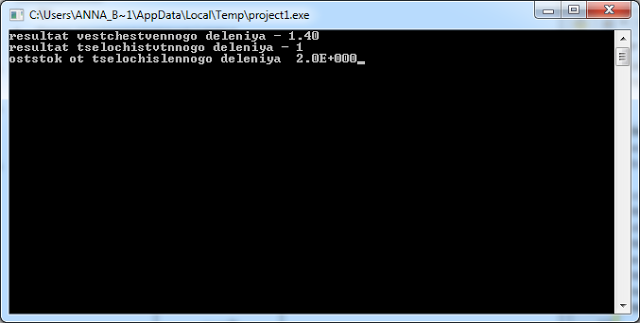 C:\Users\ANNA_B~1\AppData\Local\Temp\project1.exe
resultat vestchestvennogo deleniya - 1.40
resultat tselochistvtnnogo deleniya - 1
oststok ot tselochislennogo deleniya  2.0E+000_